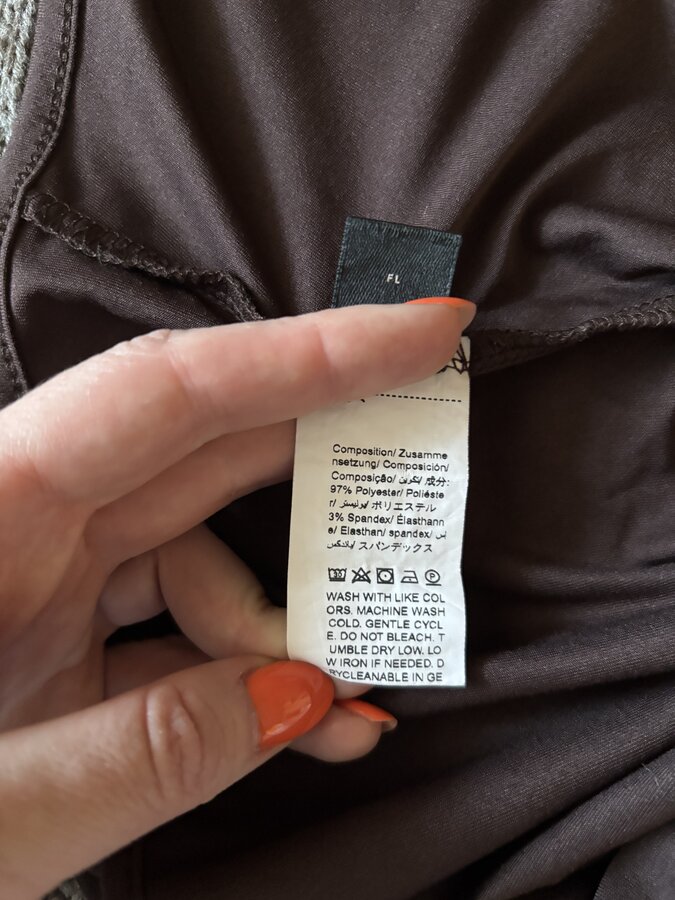 FL
Composition/ Zusamme
nsetzung/ Composición/
Composição/ تكوين/ 成分:
97% Polyester/ Polieste
r/ بوليستر/ ポリエステル
3% Spandex/ Élasthann
e/ Elasthan/ spandex/
スパンデックス
WASH WITH LIKE COL
ORS. MACHINE WASH
COLD. GENTLE CYCL
E. DO NOT BLEACH. T
UMBLE DRY LOW. LO
W IRON IF NEEDED. D
RYCLEANABLE IN GE